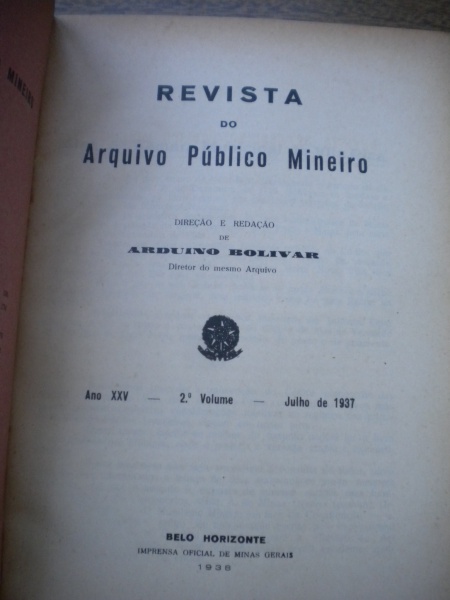 MINEIRO
REVISTA
DO
Arquivo Público Mineiro
DIREÇÃO E REDAÇÃO
DE
ARDUINO BOLIVAR
Diretor do mesmo Arquivo
Ano XXV — 2.º Volume — Julho de 1937
BELO HORIZONTE
IMPRENSA OFICIAL DE MINAS GERAIS
1938